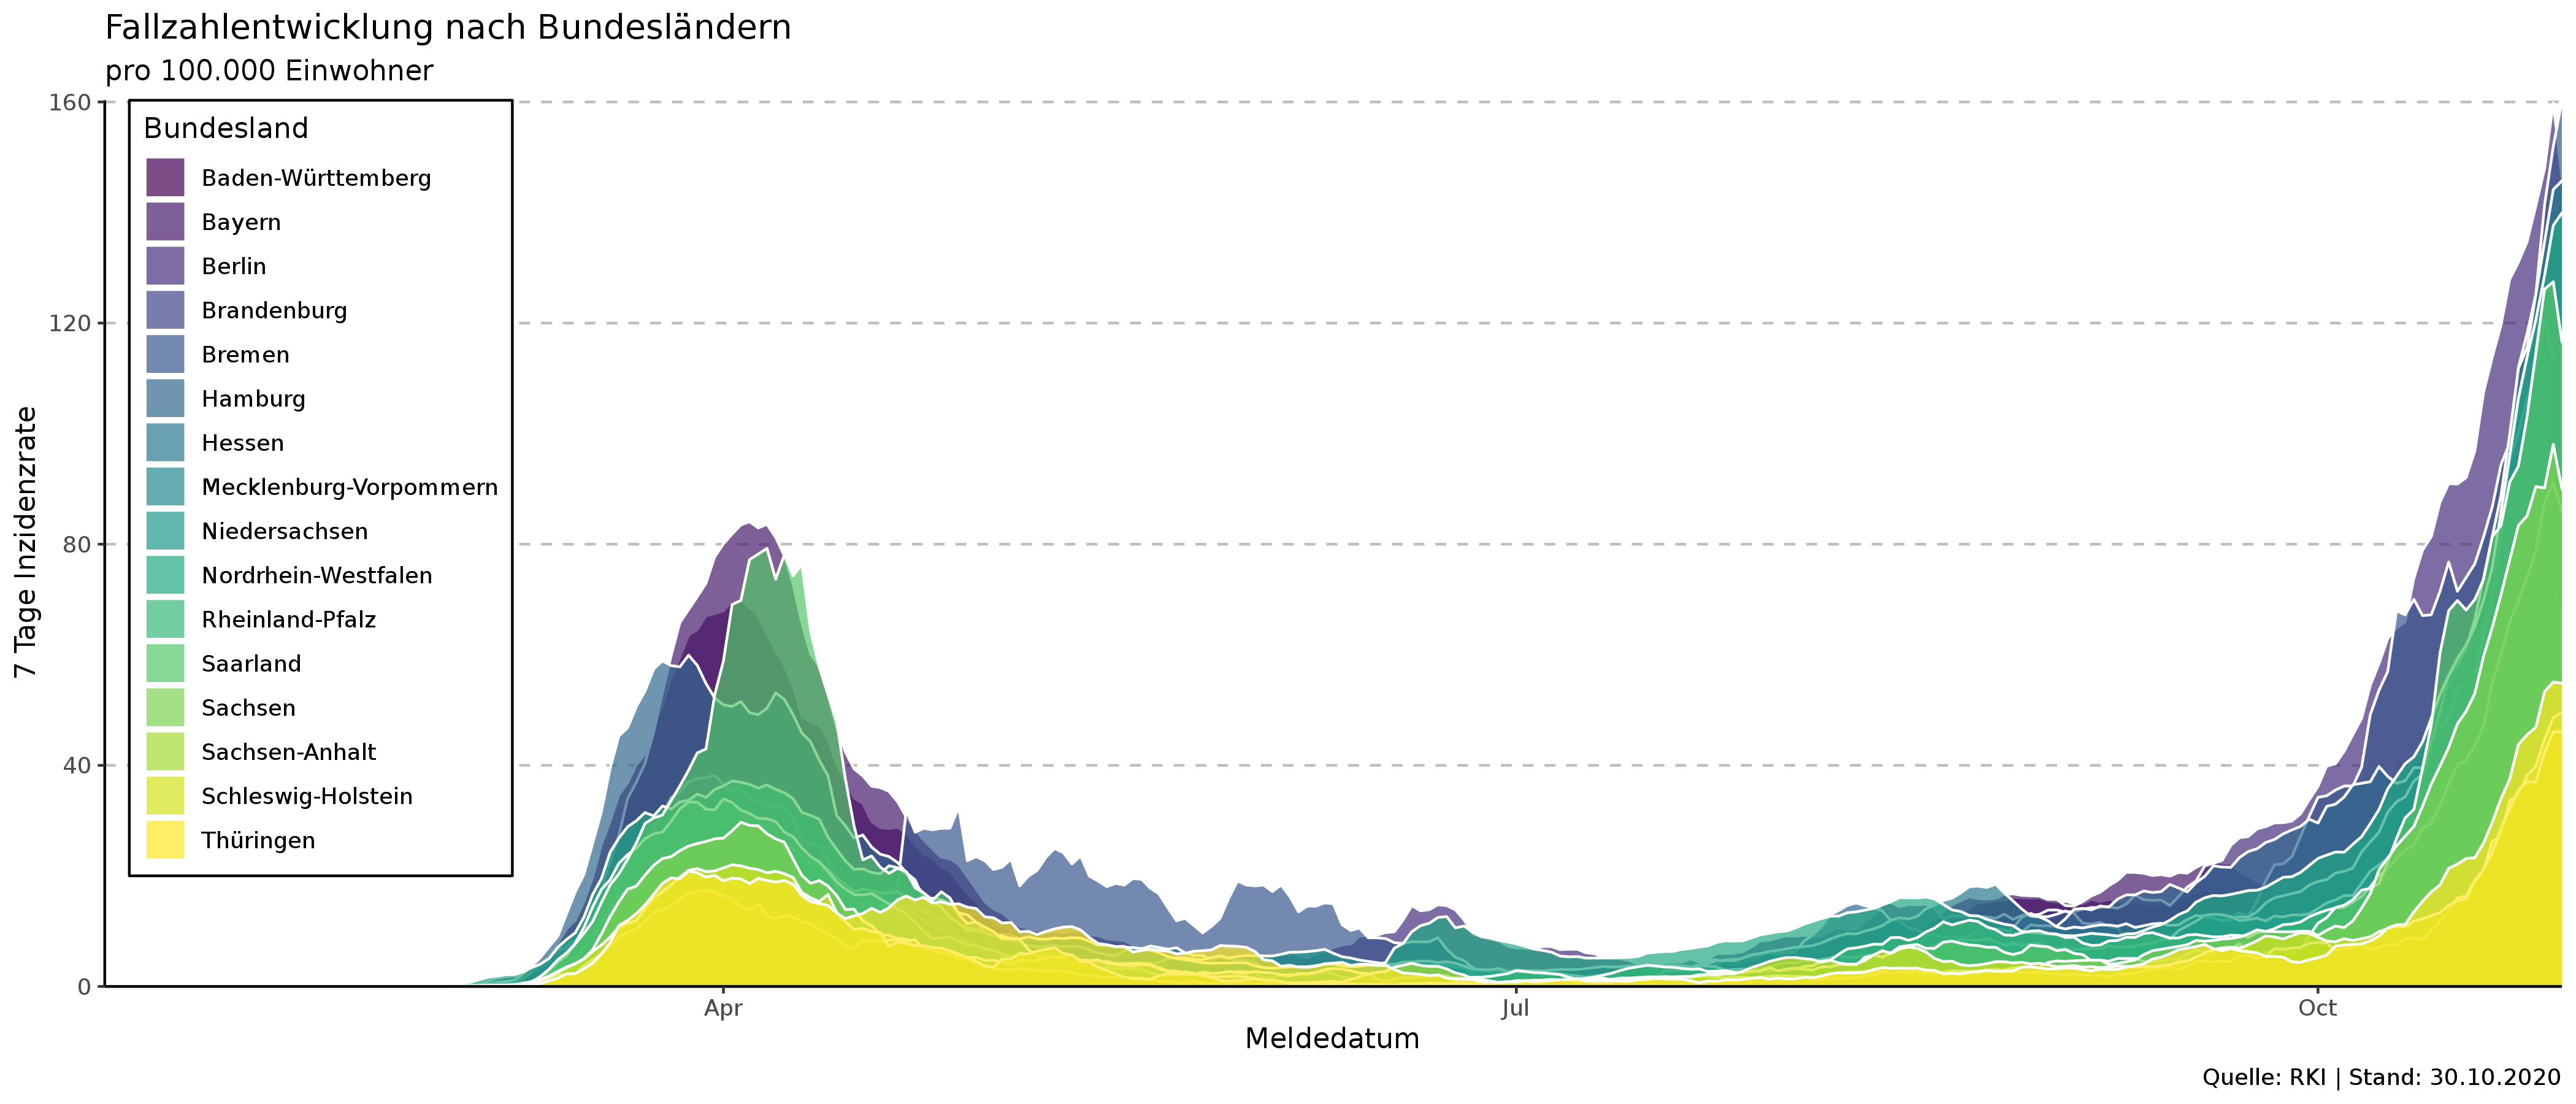 Fallzahlentwicklung nach Bundesländern
pro 100.000 Einwohner
160
120
80
40
0
7 Tage Inzidenzrate
Bundesland
Baden-Württemberg
Bayern
Berlin
Brandenburg
Bremen
Hamburg
Hessen
Mecklenburg-Vorpommern
Niedersachsen
Nordrhein-Westfalen
Rheinland-Pfalz
Saarland
Sachsen
Sachsen-Anhalt
Schleswig-Holstein
Thüringen
Apr
Jul
Oct
Meldedatum
Quelle: RKI | Stand: 30.10.2020